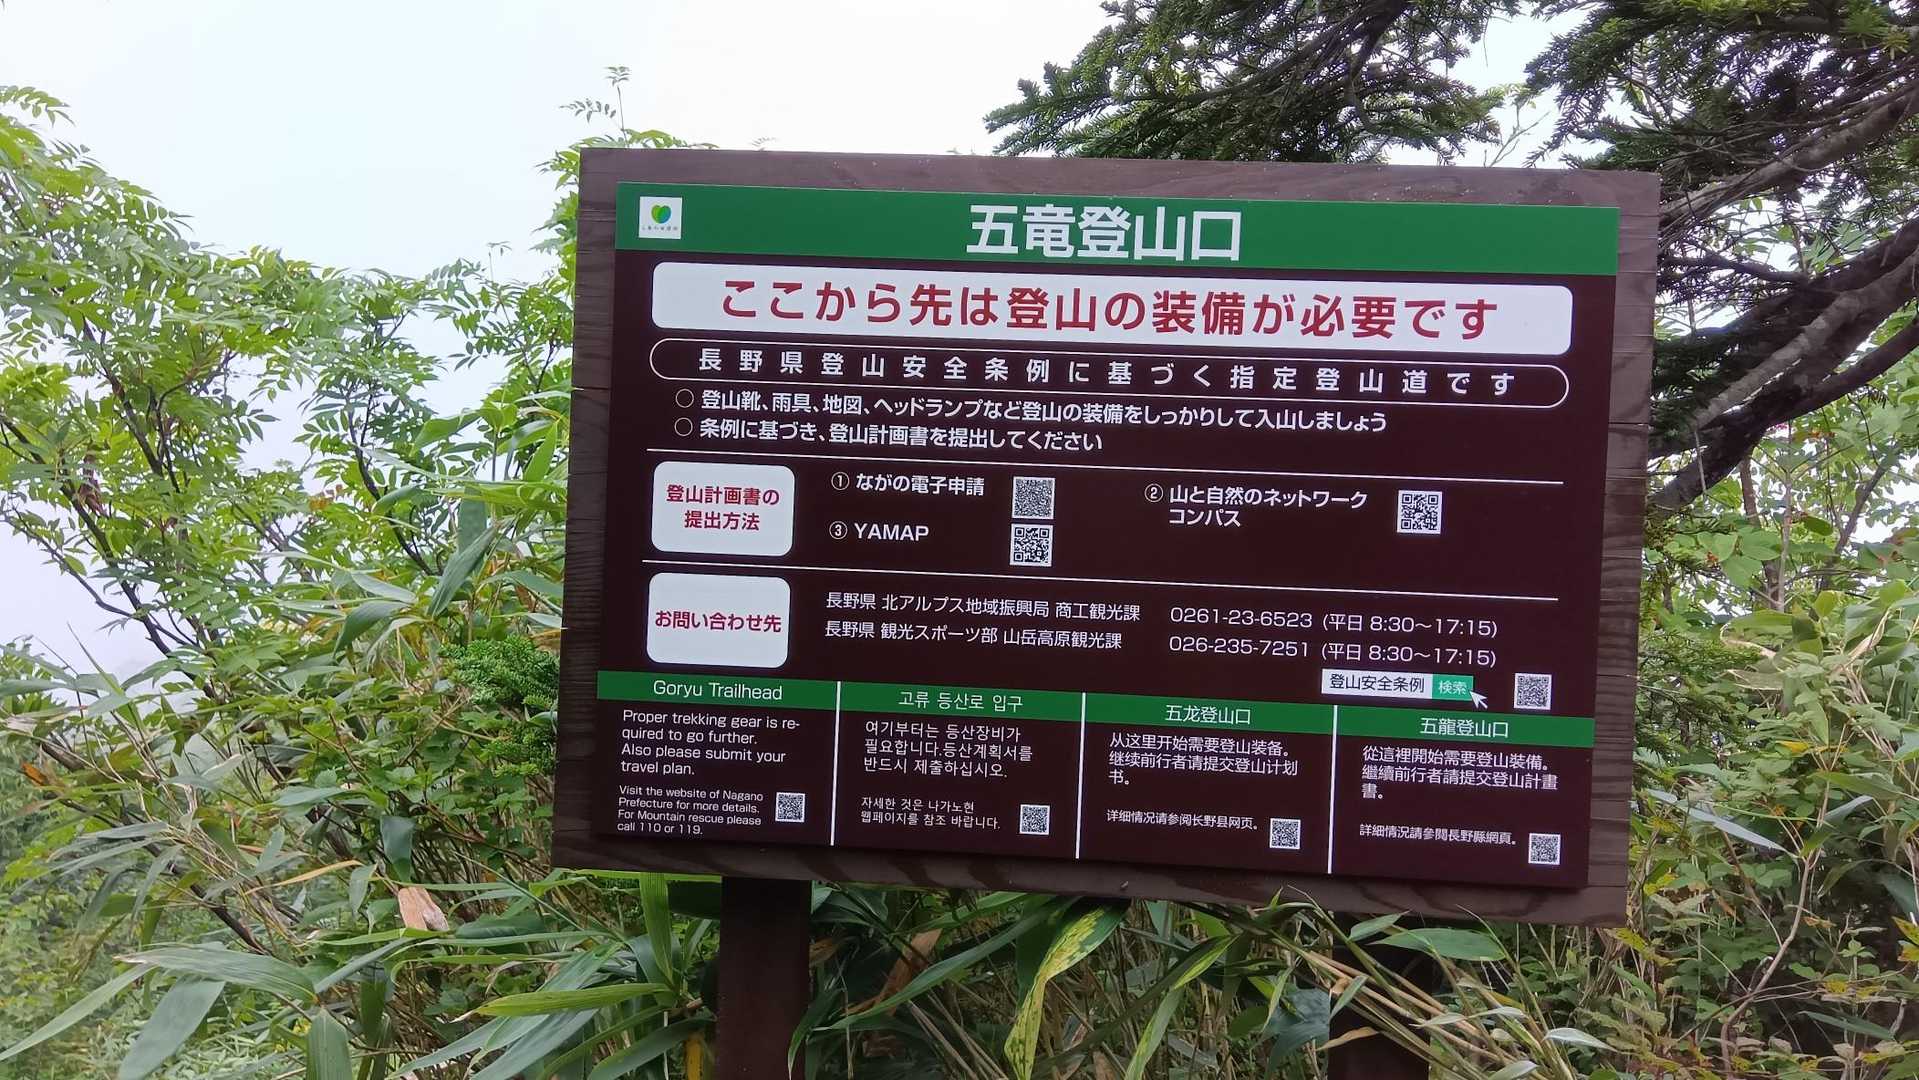 五竜登山口
ここから先は登山の装備が必要です
長野県登山安全条例に基づく指定登山道です
○ 登山靴、雨具、地図、ヘッドランプなど登山の装備をしっかりして入山しましょう
○ 条例に基づき、登山計画書を提出してください
登山計画書の
提出方法
① ながの電子申請
② 山と自然のネットワーク
コンパス
③ YAMAP
お問い合わせ先
長野県 北アルプス地域振興局 商工観光課 0261-23-6523 (平日 8:30～17:15)
長野県 観光スポーツ部 山岳高原観光課 026-235-7251 (平日 8:30～17:15)
登山安全条例 検索
Goryu Trailhead
Proper trekking gear is re-
quired to go further.
Also please submit your
travel plan.
Visit the website of Nagano
Prefecture for more details.
For Mountain rescue please
call 110 or 119.
고류 등산로 입구
여기부터는 등산장비가
필요합니다.등산계획서를
반드시 제출하십시오.
자세한 것은 나가노현
웹페이지를 참조 바랍니다.
五龙登山口
从这里开始需要登山装备。
继续前行者请提交登山计划
书。
详细情况请参阅长野县网页。
五龍登山口
從這裡開始需要登山裝備。
繼續前行者請提交登山計畫
書。
詳細情況請參閱長野縣網頁。